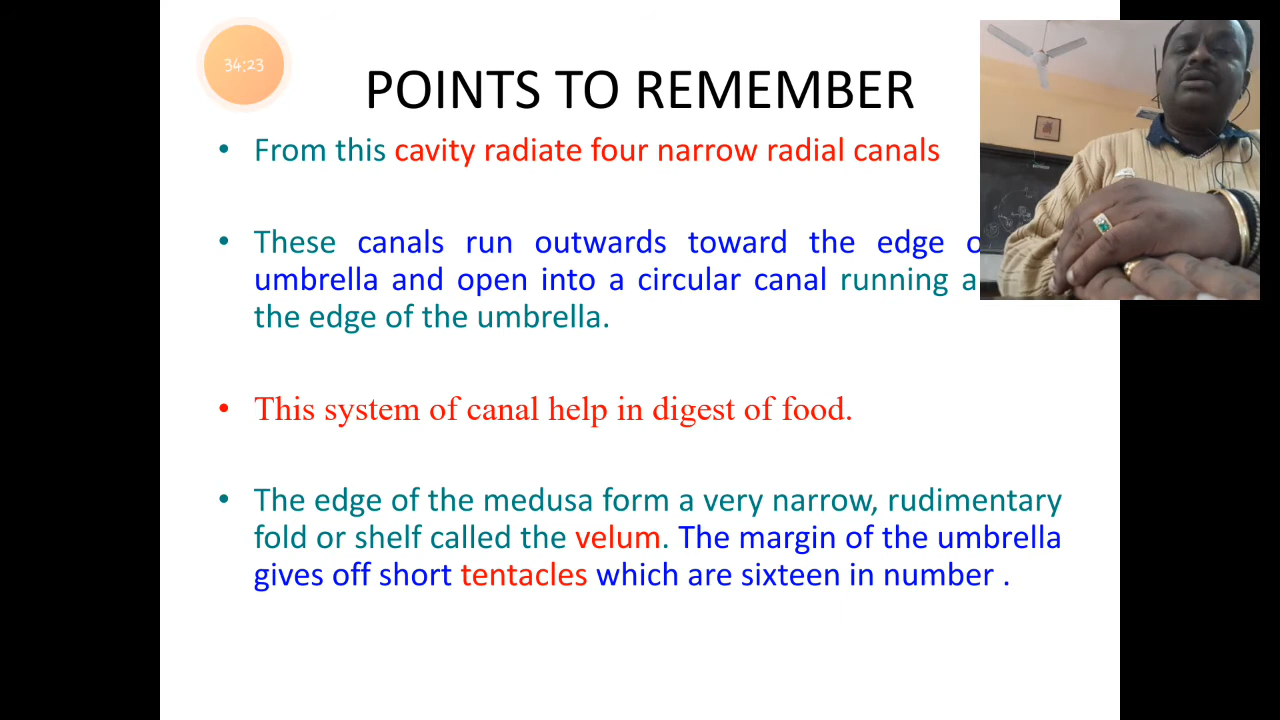 34:23
POINTS TO REMEMBER
• From this cavity radiate four narrow radial canals
• These canals run outwards toward the edge
umbrella and open into a circular canal running
the edge of the umbrella.
• This system of canal help in digest of food.
• The edge of the medusa form a very narrow, rudimentary
fold or shelf called the velum. The margin of the umbrella
gives off short tentacles which are sixteen in number .